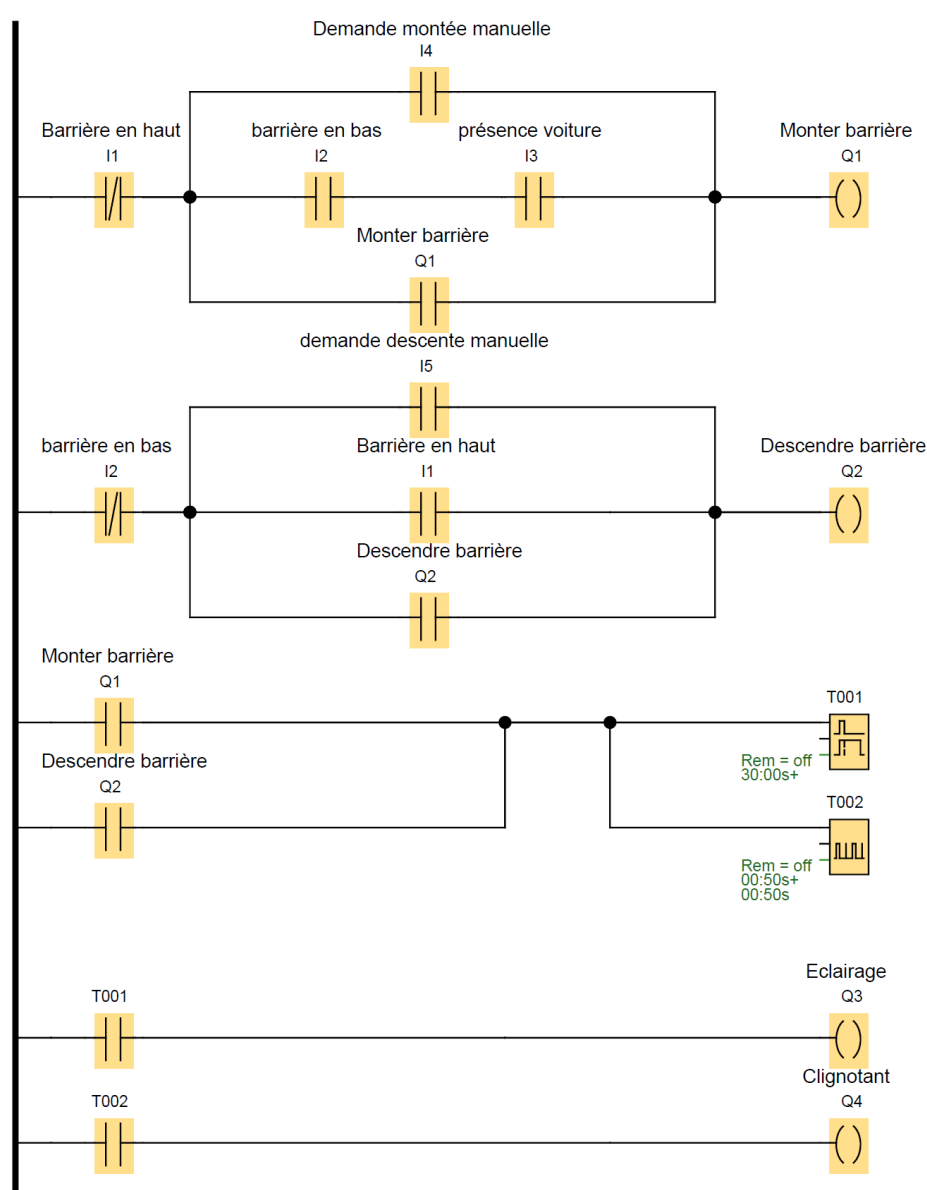 Demande montée manuelle
I4
Barrière en haut
I1
barrière en bas
I2
présence voiture
I3
Monter barrière
Q1
Monter barrière
Q1
demande descente manuelle
I5
barrière en bas
I2
Barrière en haut
I1
Descendre barrière
Q2
Descendre barrière
Q2
Monter barrière
Q1
T001
Rem = off
30:00s+
Descendre barrière
Q2
T002
Rem = off
00:50s+
00:50s
T001
Eclairage
Q3
T002
Clignotant
Q4